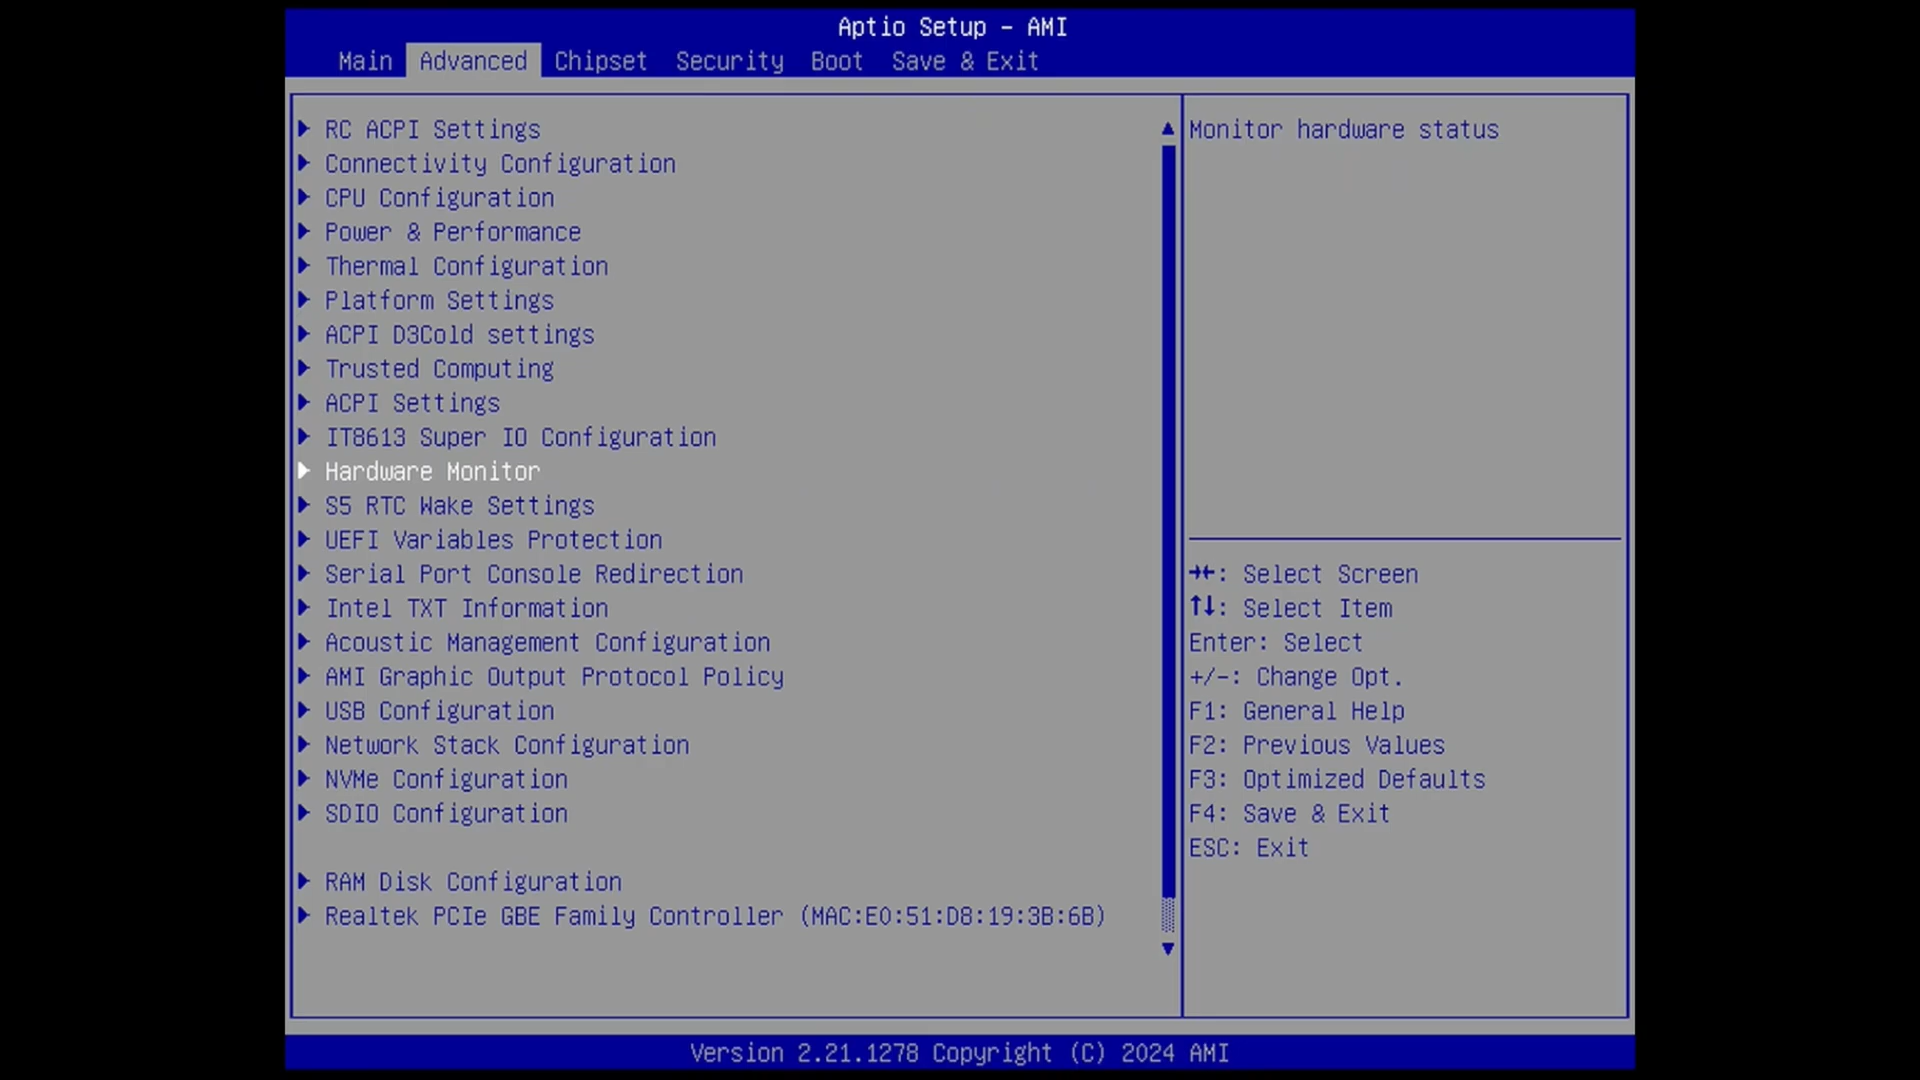 Aptio Setup – AMI
Main Advanced Chipset Security Boot Save & Exit
RC ACPI Settings
Connectivity Configuration
CPU Configuration
Power & Performance
Thermal Configuration
Platform Settings
ACPI D3Cold settings
Trusted Computing
ACPI Settings
IT8613 Super IO Configuration
Hardware Monitor
S5 RTC Wake Settings
UEFI Variables Protection
Serial Port Console Redirection
Intel TXT Information
Acoustic Management Configuration
AMI Graphic Output Protocol Policy
USB Configuration
Network Stack Configuration
NVMe Configuration
SDIO Configuration
RAM Disk Configuration
Realtek PCIe GBE Family Controller (MAC:E0:51:D8:19:3B:6B)
Monitor hardware status
→←: Select Screen
↑↓: Select Item
Enter: Select
+/-: Change Opt.
F1: General Help
F2: Previous Values
F3: Optimized Defaults
F4: Save & Exit
ESC: Exit
Version 2.21.1278 Copyright (C) 2024 AMI